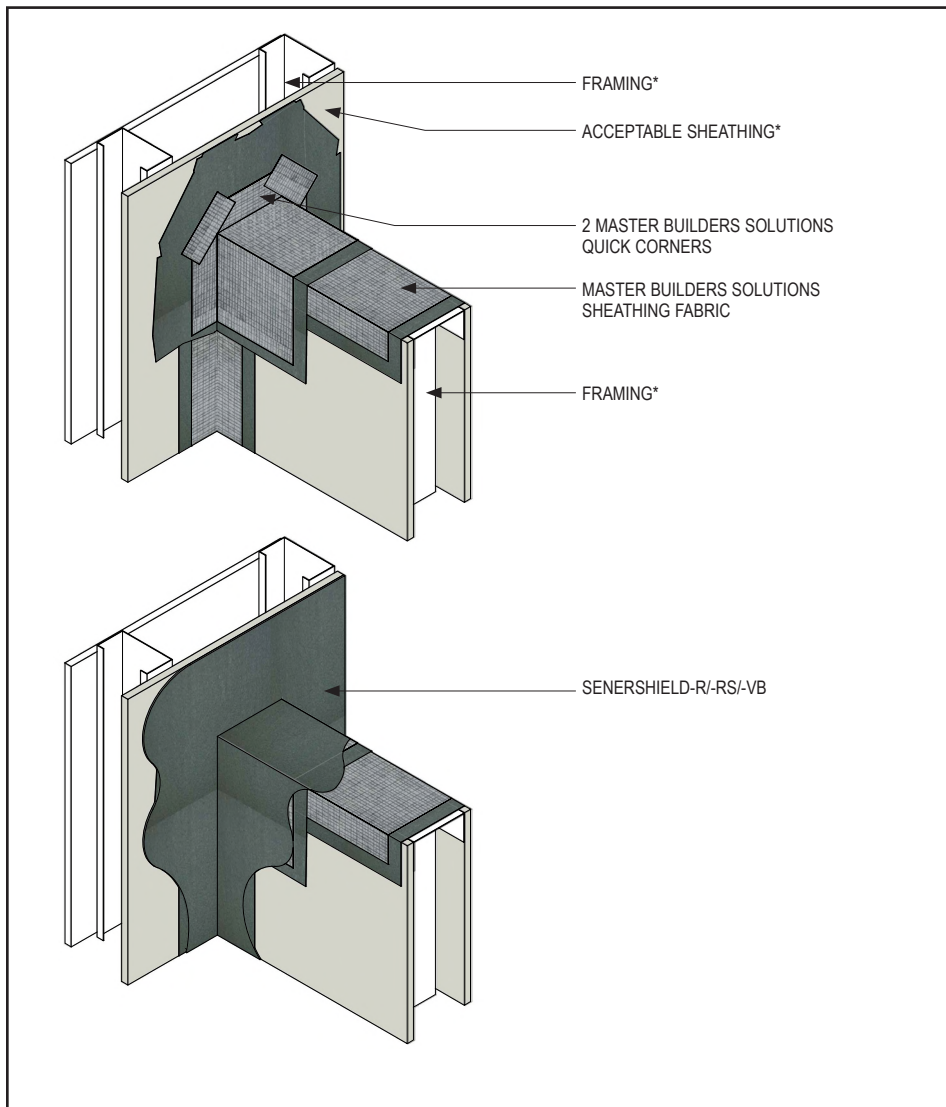 FRAMING*
ACCEPTABLE SHEATHING*
2 MASTER BUILDERS SOLUTIONS
QUICK CORNERS
MASTER BUILDERS SOLUTIONS
SHEATHING FABRIC
FRAMING*
SENERSHIELD-R/-RS/-VB